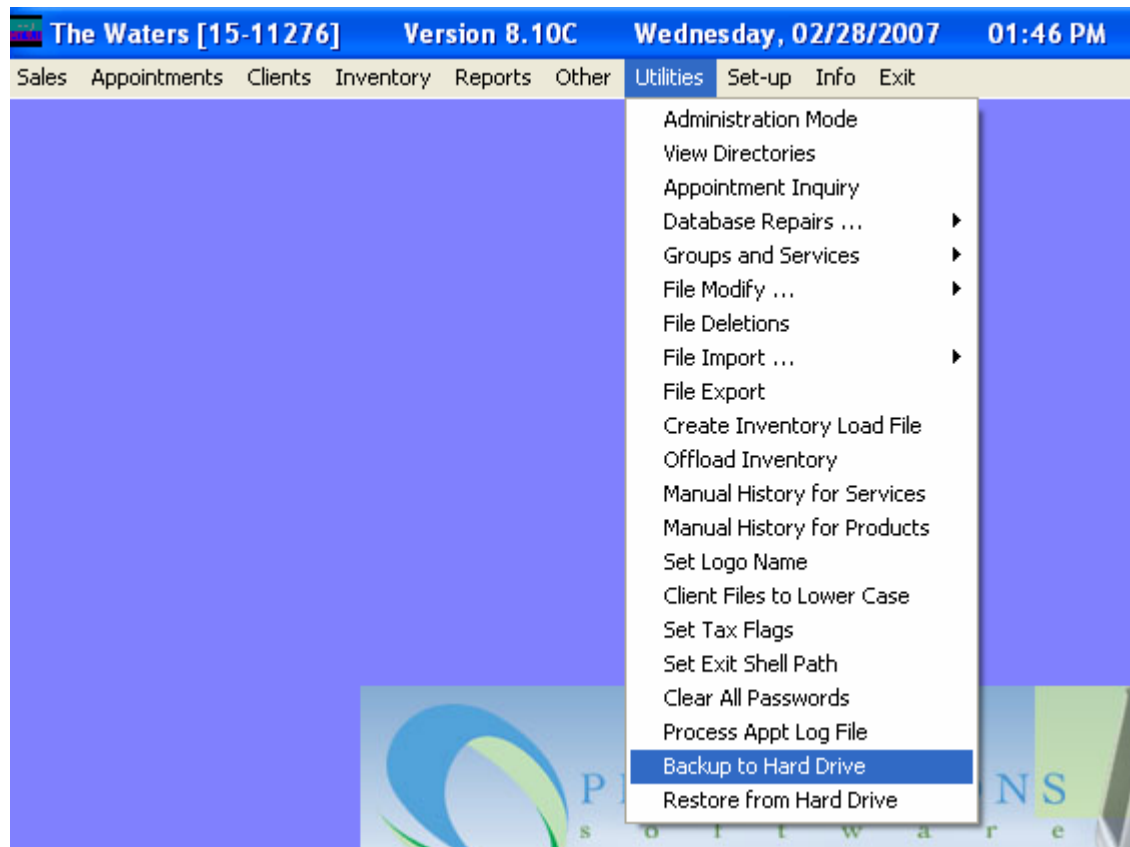 The Waters [15-11276] Version 8.10C Wednesday, 02/28/2007 01:46 PM
Sales Appointments Clients Inventory Reports Other Utilities Set-up Info Exit
Administration Mode
View Directories
Appointment Inquiry
Database Repairs ...
Groups and Services
File Modify ...
File Deletions
File Import ...
File Export
Create Inventory Load File
Offload Inventory
Manual History for Services
Manual History for Products
Set Logo Name
Client Files to Lower Case
Set Tax Flags
Set Exit Shell Path
Clear All Passwords
Process Appt Log File
Backup to Hard Drive
Restore from Hard Drive
software